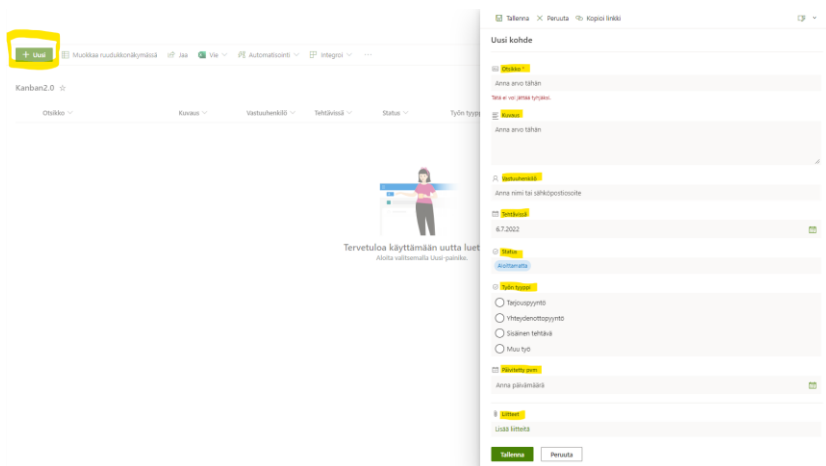 Tallenna Peruuta Kopioi linkki
Uusi kohde
+ Uusi Muokkaa ruudukkonäkymässä Jaa Vie Automatisointi Integroi ...
Kanban2.0
Otsikko Kuvaus Vastuuhenkilö Tehtävissä Status Työn tyypp
Tervetuloa käyttämään uutta luet
Aloita valitsemalla Uusi-painike.
Otsikko *
Anna arvo tähän
Tätä ei voi jättää tyhjäksi.
Kuvaus
Anna arvo tähän
Vastuuhenkilö
Anna nimi tai sähköpostiosoite
Tehtävissä
6.7.2022
Status
Aloittamatta
Työn tyyppi
Tarjouspyyntö
Yhteydenottopyyntö
Sisäinen tehtävä
Muu työ
Päivitetty pvm
Anna päivämäärä
Liitteet
Lisää liitteitä
Tallenna Peruuta